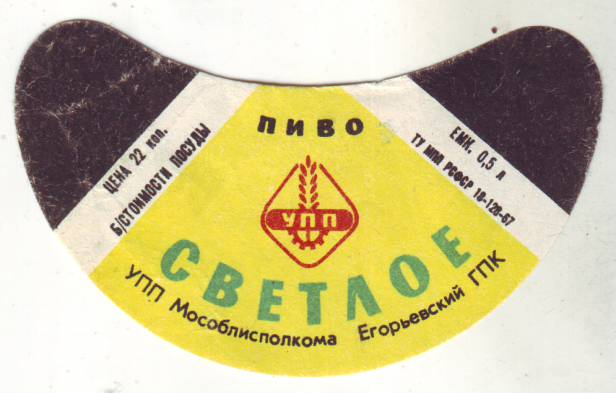 ПИВО
ЦЕНА 22 коп.
Б/СТОИМОСТИ ПОСУДЫ
ЕМК. 0,5 л
ТУ МПП РСФСР 18-128-67
УПП
СВЕТЛОЕ
УПП Мособлисполкома Егорьевский ГПК